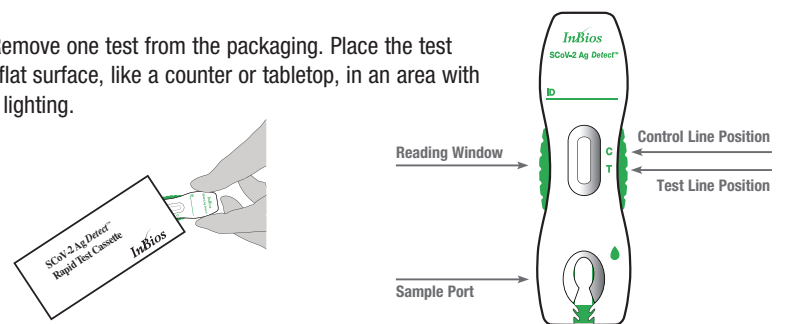 Remove one test from the packaging. Place the test
flat surface, like a counter or tabletop, in an area with
lighting.
SCoV-2 Ag Detect™
Rapid Test Cassette
InBios
InBios
SCoV-2 Ag Detect™
ID
Reading Window
C
T
Control Line Position
Test Line Position
Sample Port